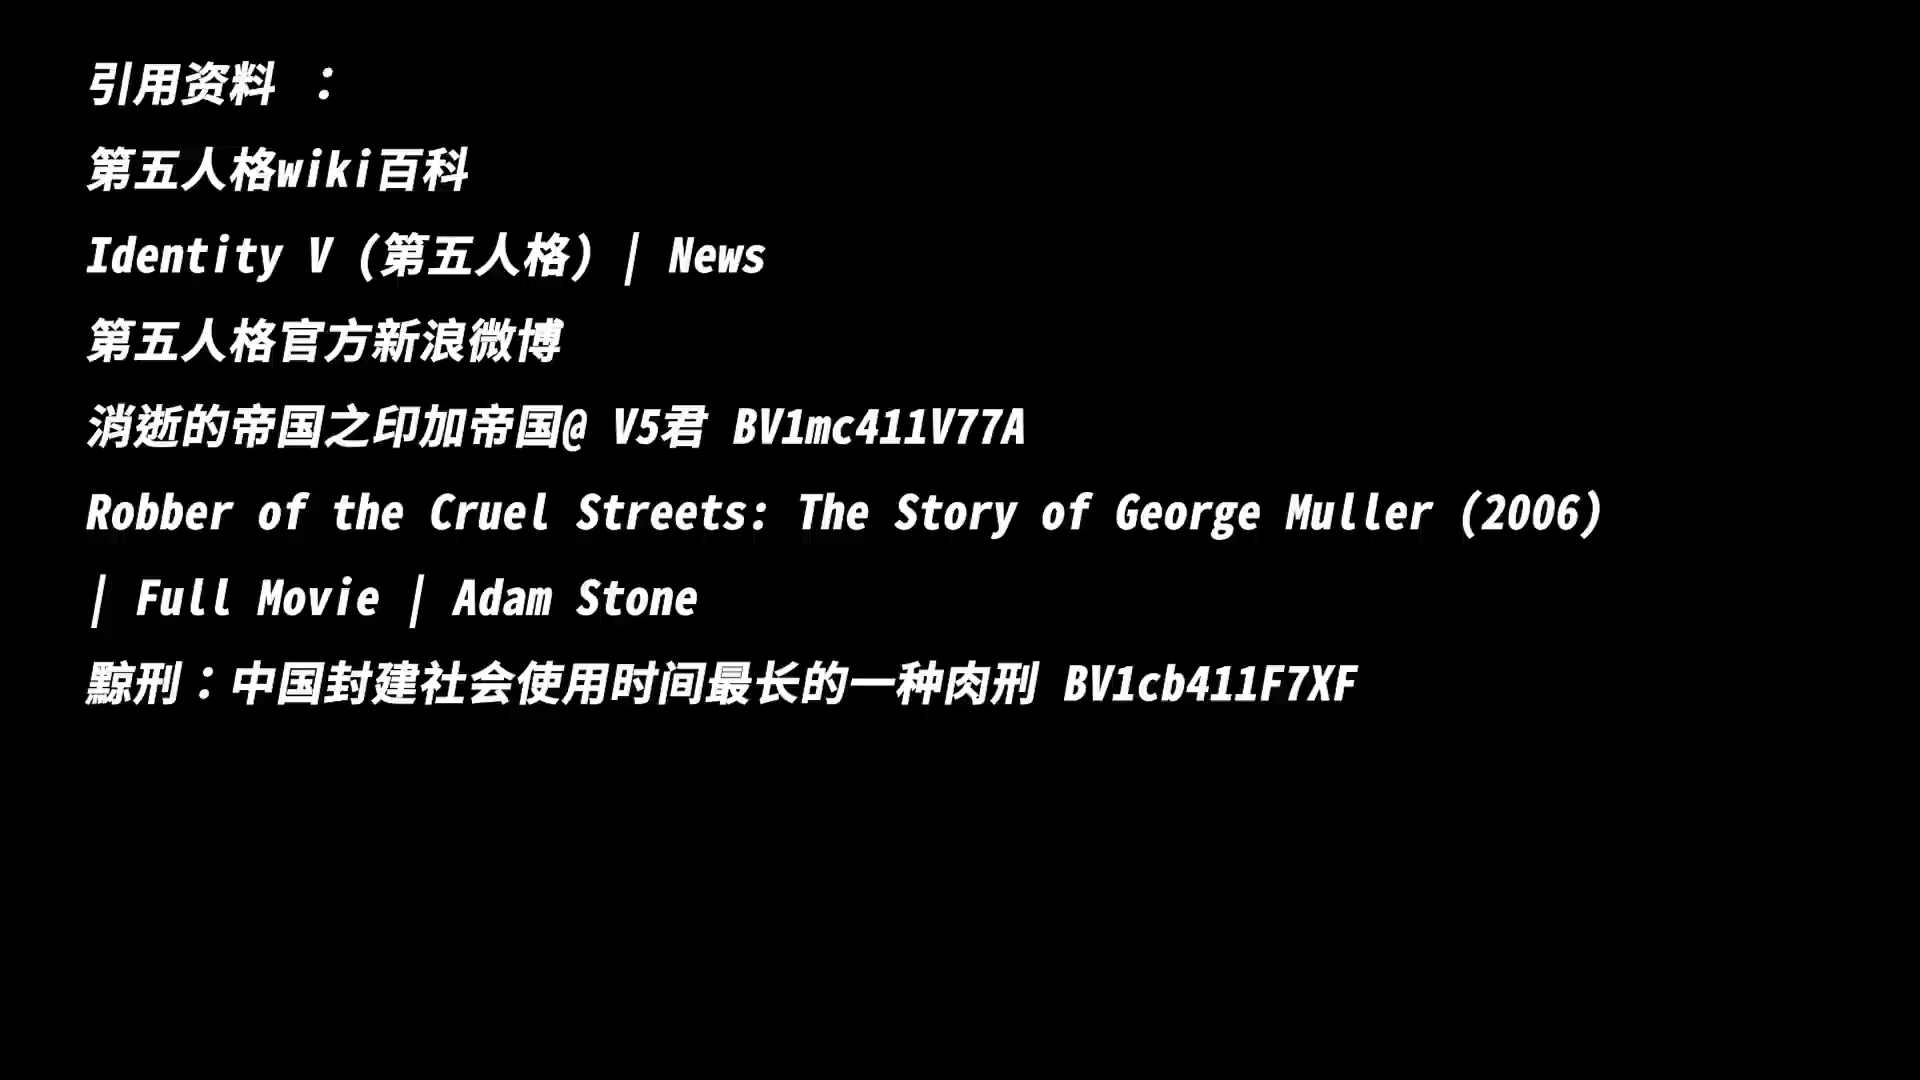 引用资料 ：
第五人格wiki百科
Identity V (第五人格) | News
第五人格官方新浪微博
消逝的帝国之印加帝国@ V5君 BV1mc411V77A
Robber of the Cruel Streets: The Story of George Muller (2006)
| Full Movie | Adam Stone
黥刑：中国封建社会使用时间最长的一种肉刑 BV1cb411F7XF